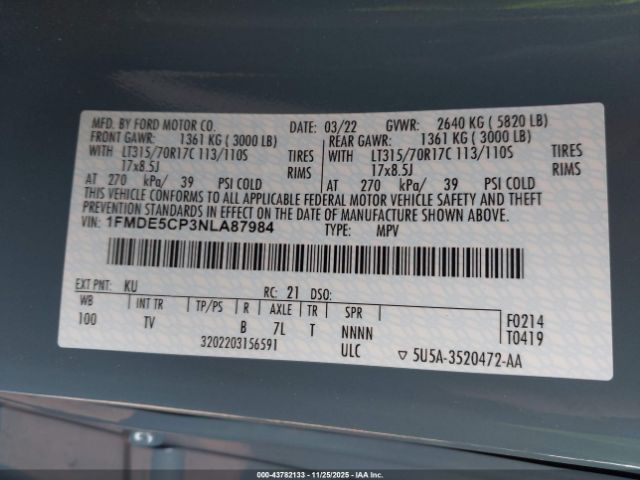 MFD. BY FORD MOTOR CO.
DATE: 03/22 GVWR: 2640 KG ( 5820 LB)
FRONT GAWR: 1361 KG ( 3000 LB) REAR GAWR: 1361 KG ( 3000 LB)
WITH LT315/70R17C 113/110S TIRES WITH LT315/70R17C 113/110S TIRES
17x8.5J RIMS 17x8.5J RIMS
AT 270 kPa/ 39 PSI COLD AT 270 kPa/ 39 PSI COLD
THIS VEHICLE CONFORMS TO ALL APPLICABLE FEDERAL MOTOR VEHICLE SAFETY AND THEFT
PREVENTION STANDARDS IN EFFECT ON THE DATE OF MANUFACTURE SHOWN ABOVE.
VIN: 1FMDE5CP3NLA87984 TYPE: MPV
EXT PNT: KU RC: 21 DSO:
WB INT TR TP/PS R AXLE TR SPR
100 TV B 7L T NNNN
F0214
T0419
3202203156591 ULC ▽ 5U5A-3520472-AA
000-43782133 - 11/25/2025 - IAA Inc.